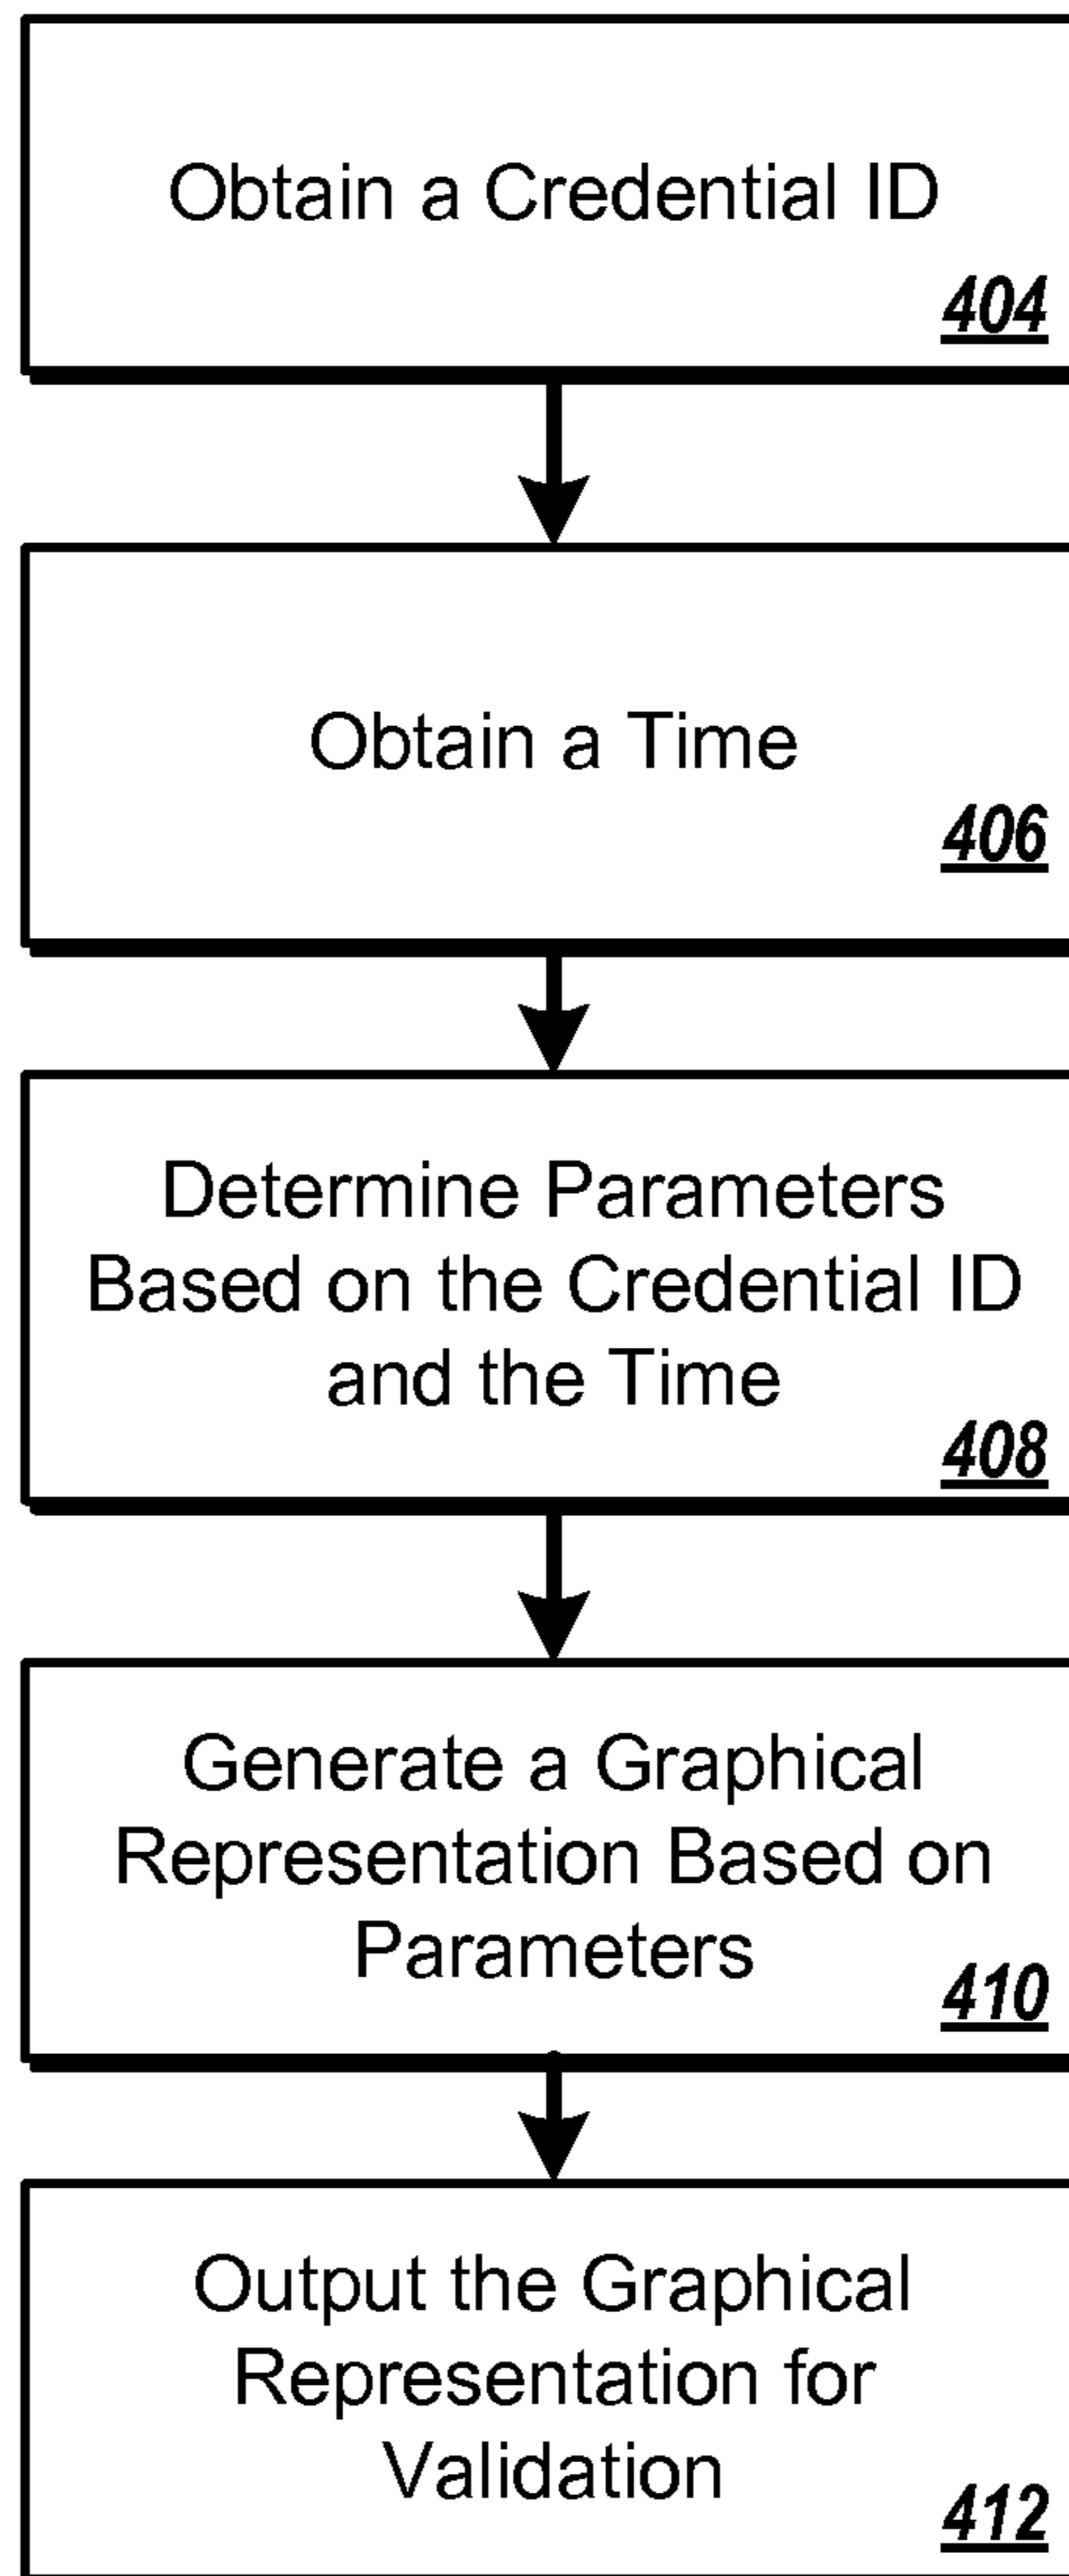 Obtain a Credential ID
404
Obtain a Time
406
Determine Parameters
Based on the Credential ID
and the Time
408
Generate a Graphical
Representation Based on
Parameters
410
Output the Graphical
Representation for
Validation
412